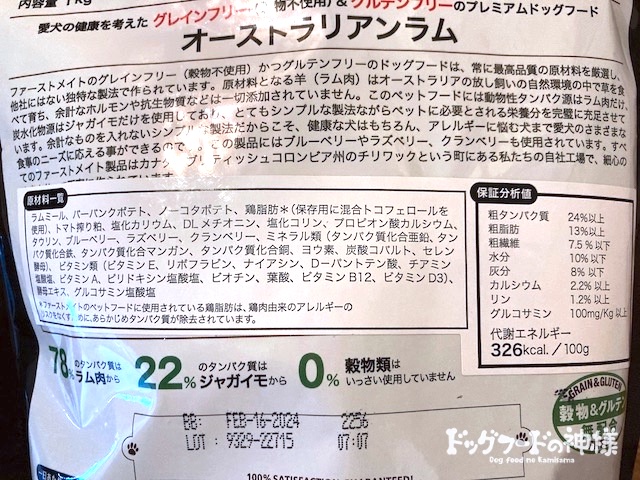 内容量 1kg
愛犬の健康を考えた グレインフリー(穀物不使用) & グルテンフリーのプレミアムドッグフード
オーストラリアンラム
ファーストメイトのグレインフリー（穀物不使用）かつグルテンフリーのドッグフードは、常に最高品質の原材料を厳選し、
他社にはない独特な製法で作られています。原材料となる羊（ラム肉）はオーストラリアの放し飼いの自然環境の中で草を食
べて育ち、余計なホルモンや抗生物質などは一切添加されていません。このペットフードには動物性タンパク源はラム肉だけ、
炭水化物源はジャガイモだけを使用しており、とてもシンプルな製法ながらペットに必要とされる栄養分を完璧に充足させて
います。余計なものを入れないシンプルな製法だからこそ、健康な犬はもちろん、アレルギーに悩む犬まで愛犬のさまざまな
食事のニーズに応える事ができるのです。この製品にはブルーベリーやラズベリー、クランベリーも使用されています。すべ
てのファーストメイト製品はカナダ、ブリティッシュコロンビア州のチリワックという町にある私たちの自社工場で、細心の
原材料一覧
ラムミール、バーバンクポテト、ノーコタポテト、鶏脂肪＊(保存用に混合トコフェロールを
使用)、トマト搾り粕、塩化カリウム、DL メチオニン、塩化コリン、プロピオン酸カルシウム、
タウリン、ブルーベリー、ラズベリー、クランベリー、ミネラル類（タンパク質化合亜鉛、タン
パク質化合鉄、タンパク質化合マンガン、タンパク質化合銅、ヨウ素、炭酸コバルト、セレン
酵母)、ビタミン類（ビタミン E、リボフラビン、ナイアシン、D-パントテン酸、チアミン
塩酸塩、ビタミン A、ピリドキシン塩酸塩、ビオチン、葉酸、ビタミン B12、ビタミン D3)、
酵母エキス、グルコサミン塩酸塩
＊ファーストメイトのペットフードに使用されている鶏脂肪は、鶏肉由来のアレルギーの
リスクをなくすために、あらかじめタンパク質が除去されています。
保証分析値
粗タンパク質 24%以上
粗脂肪 13%以上
粗繊維 7.5 %以下
水分 10% 以下
灰分 8% 以下
カルシウム 2.2%以上
リン 1.2% 以上
グルコサミン 100mg/Kg 以上
代謝エネルギー
326kcal. / 100g
78% のタンパク質はラム肉から
22% のタンパク質はジャガイモから
0% 穀物類はいっさい使用していません
GRAIN & GLUTEN
穀物&グルテ
無配合
BB: FEB-16-2024 2256
LOT : 9329-22715 07:07
ドッグフードの神様
Dog food no Kamisama
100% SATISFACTION GUARANTEED